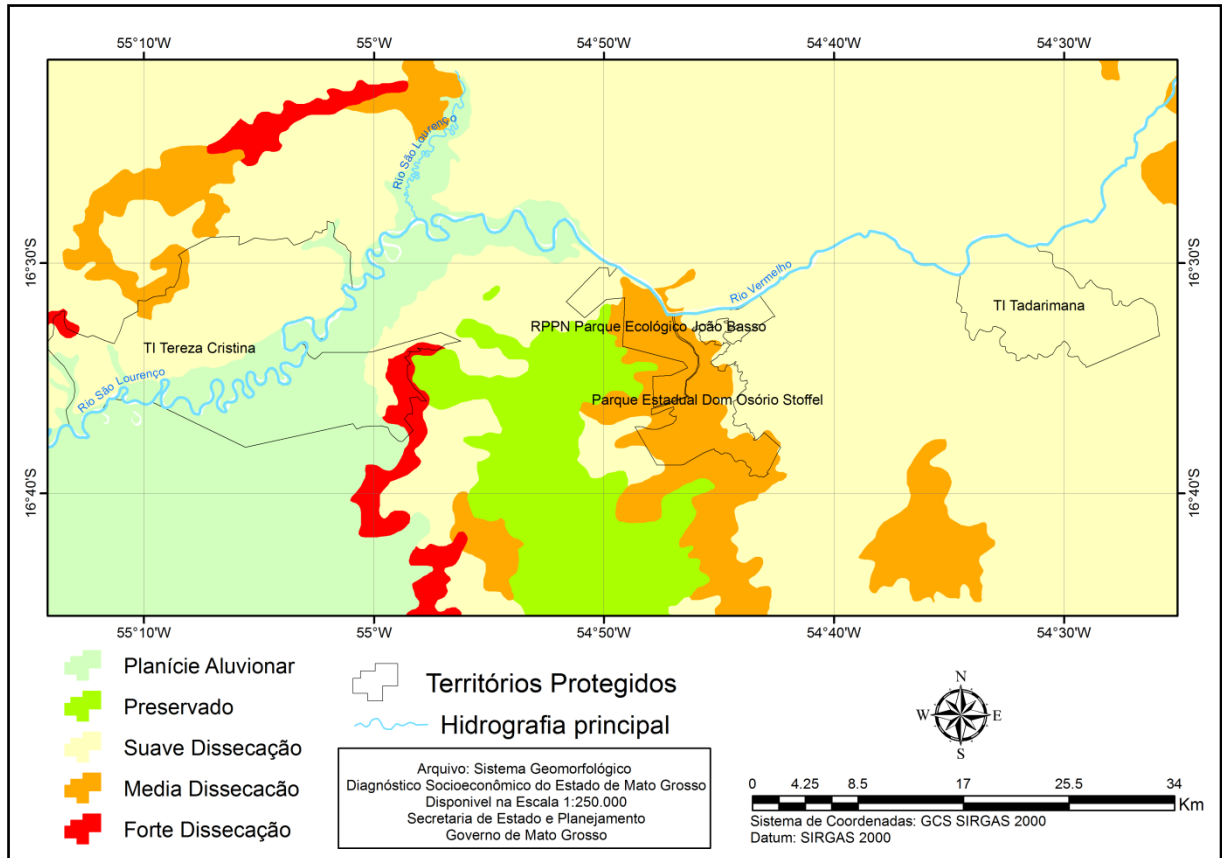 55°10'W 55°W 54°50'W 54°40'W 54°30'W
Rio São Lourenço
16°30'S 16°30'S
Rio Vermelho
TI Tadarimana
RPPN Parque Ecológico João Basso
TI Tereza Cristina
Rio São Lourenço
Parque Estadual Dom Osório Stoffel
16°40'S 16°40'S
55°10'W 55°W 54°50'W 54°40'W 54°30'W
Planície Aluvionar
Preservado
Suave Dissecação
Media Dissecacão
Forte Dissecação
Territórios Protegidos
Hidrografia principal
Arquivo: Sistema Geomorfológico
Diagnóstico Socioeconômico do Estado de Mato Grosso
Disponivel na Escala 1:250.000
Secretaria de Estado e Planejamento
Governo de Mato Grosso
N
W E
S
0 4.25 8.5 17 25.5 34
Km
Sistema de Coordenadas: GCS SIRGAS 2000
Datum: SIRGAS 2000